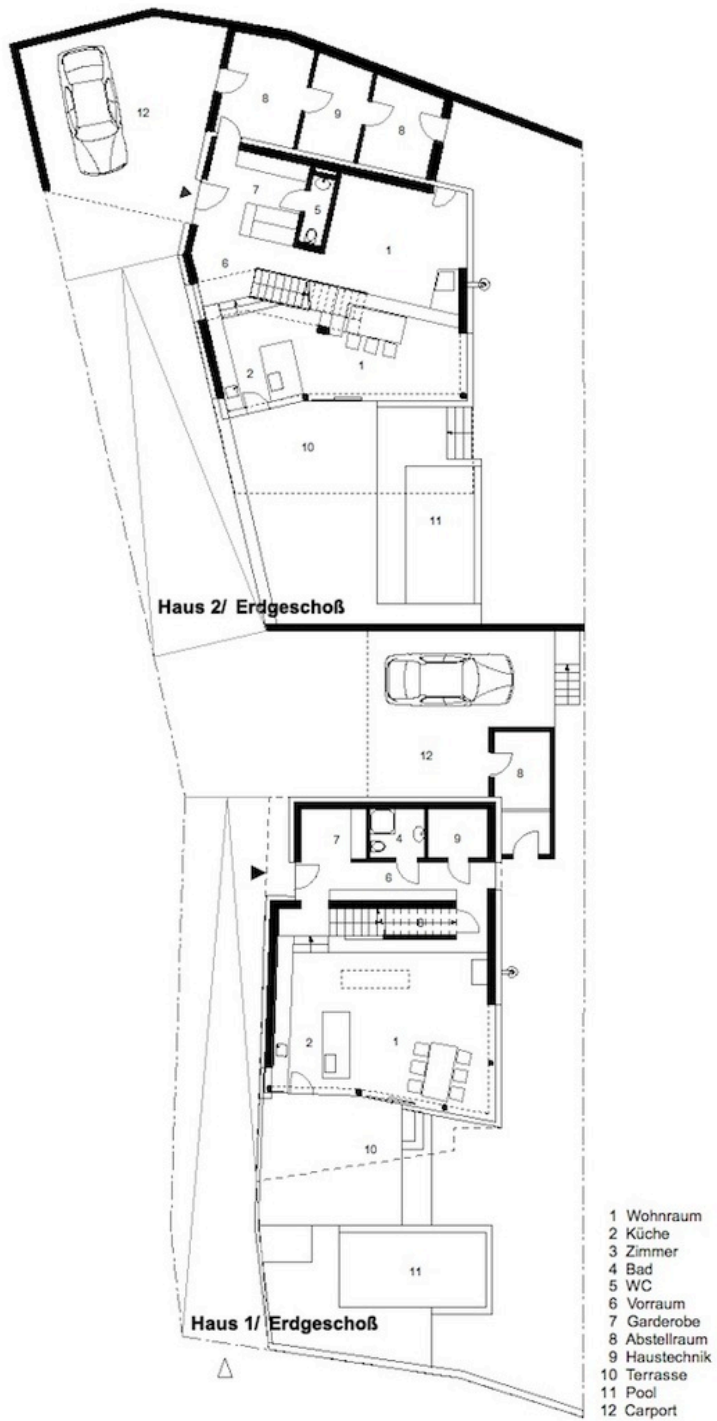 12
8
9
8
7
5
1
6
2
1
10
11
Haus 2/ Erdgeschoß
12
8
7
4
9
6
2
1
10
11
Haus 1/ Erdgeschoß
1 Wohnraum
2 Küche
3 Zimmer
4 Bad
5 WC
6 Vorraum
7 Garderobe
8 Abstellraum
9 Haustechnik
10 Terrasse
11 Pool
12 Carport